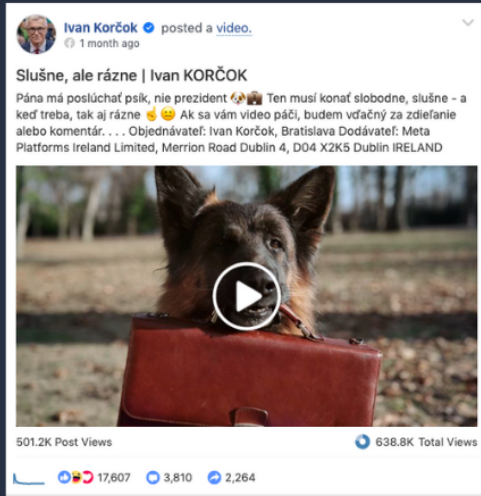 Ivan Korčok posted a video.
1 month ago
Slušne, ale rázne | Ivan KORČOK
Pána má poslúchať psík, nie prezident 🐶💼 Ten musí konať slobodne, slušne - a
keď treba, tak aj rázne ☝️🙂 Ak sa vám video páči, budem vďačný za zdieľanie
alebo komentár. . . . Objednávateľ: Ivan Korčok, Bratislava Dodávateľ: Meta
Platforms Ireland Limited, Merrion Road Dublin 4, D04 X2K5 Dublin IRELAND
501.2K Post Views 638.8K Total Views
17,607 3,810 2,264